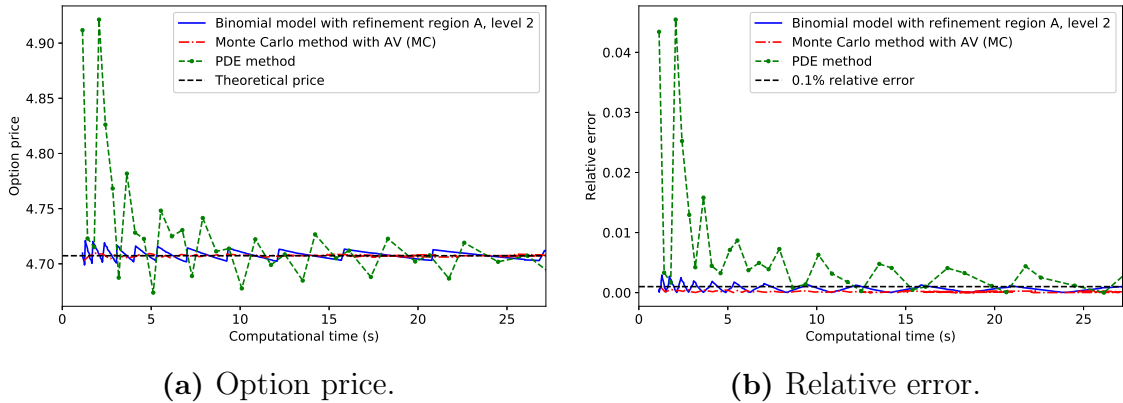 4.90
4.85
4.80
4.75
4.70
Option price
0 5 10 15 20 25
Computational time (s)
Binomial model with refinement region A, level 2
Monte Carlo method with AV (MC)
PDE method
Theoretical price
(a) Option price.
0.04
0.03
0.02
0.01
0.00
Relative error
0 5 10 15 20 25
Computational time (s)
Binomial model with refinement region A, level 2
Monte Carlo method with AV (MC)
PDE method
0.1% relative error
(b) Relative error.